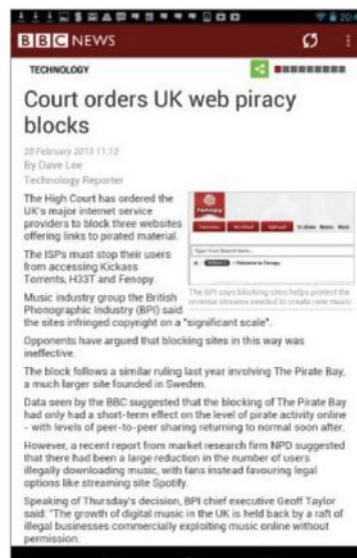 BBC NEWS
TECHNOLOGY
Court orders UK web piracy
blocks
28 February 2013 11:13
By Dave Lee
Technology Reporter
The High Court has ordered the
UK's major internet service
providers to block three websites
offering links to pirated material.
The ISPs must stop their users
from accessing Kickass
Torrents, H33T and Fenopy.
Fenopy
The BPI says blocking sites helps protect the
revenue streams needed to create new music
Music industry group the British
Phonographic Industry (BPI) said
the sites infringed copyright on a "significant scale".
Opponents have argued that blocking sites in this way was
ineffective.
The block follows a similar ruling last year involving The Pirate Bay,
a much larger site founded in Sweden.
Data seen by the BBC suggested that the blocking of The Pirate Bay
had only had a short-term effect on the level of pirate activity online
- with levels of peer-to-peer sharing returning to normal soon after.
However, a recent report from market research firm NPD suggested
that there had been a large reduction in the number of users
illegally downloading music, with fans instead favouring legal
options like streaming site Spotify.
Speaking of Thursday's decision, BPI chief executive Geoff Taylor
said: "The growth of digital music in the UK is held back by a raft of
illegal businesses commercially exploiting music online without
permission.